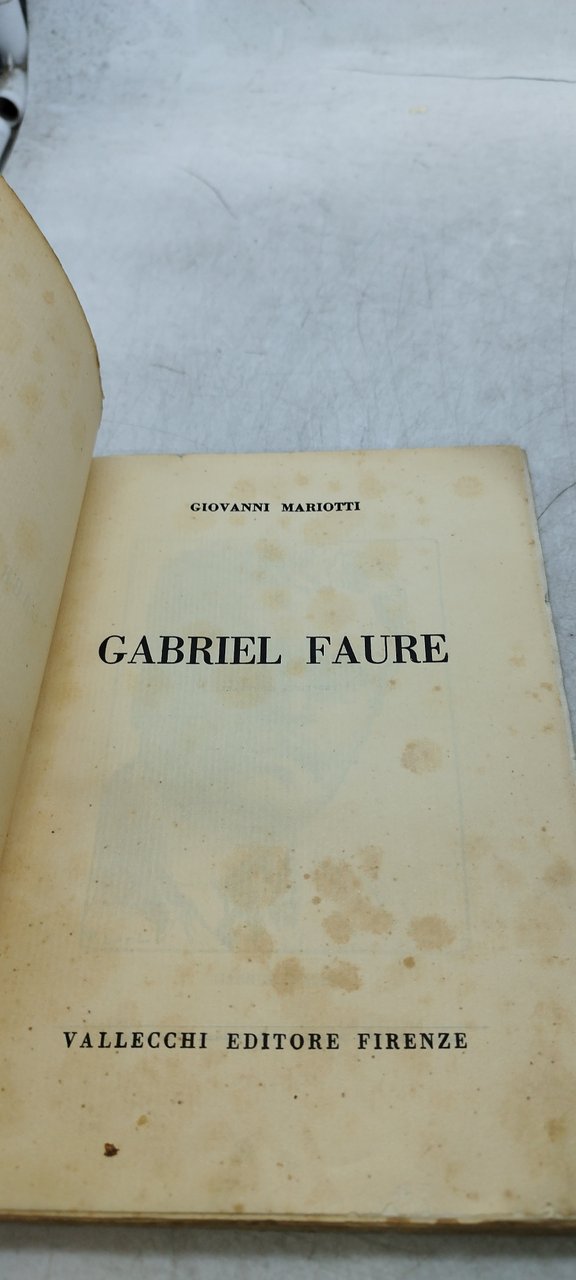 GIOVANNI MARIOTTI
GABRIEL FAURE
VALLECCHI EDITORE FIRENZE